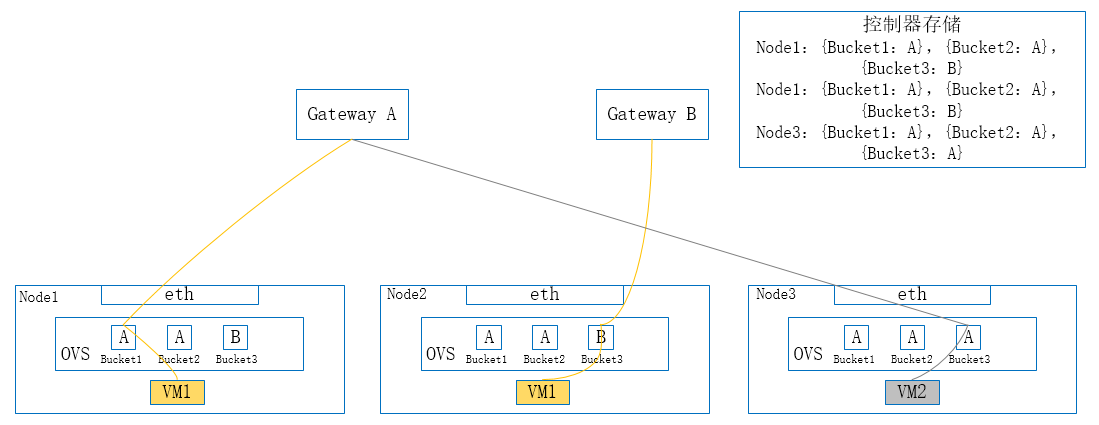 控制器存储
Node1: {Bucket1: A}, {Bucket2: A},
{Bucket3: B}
Node1: {Bucket1: A}, {Bucket2: A},
{Bucket3: B}
Node3: {Bucket1: A}, {Bucket2: A},
{Bucket3: A}
Gateway A
Gateway B
Node1
eth
A
A
B
OVS
Bucket1
Bucket2
Bucket3
VM1
Node2
eth
A
A
B
OVS
Bucket1
Bucket2
Bucket3
VM1
Node3
eth
A
A
A
OVS
Bucket1
Bucket2
Bucket3
VM2